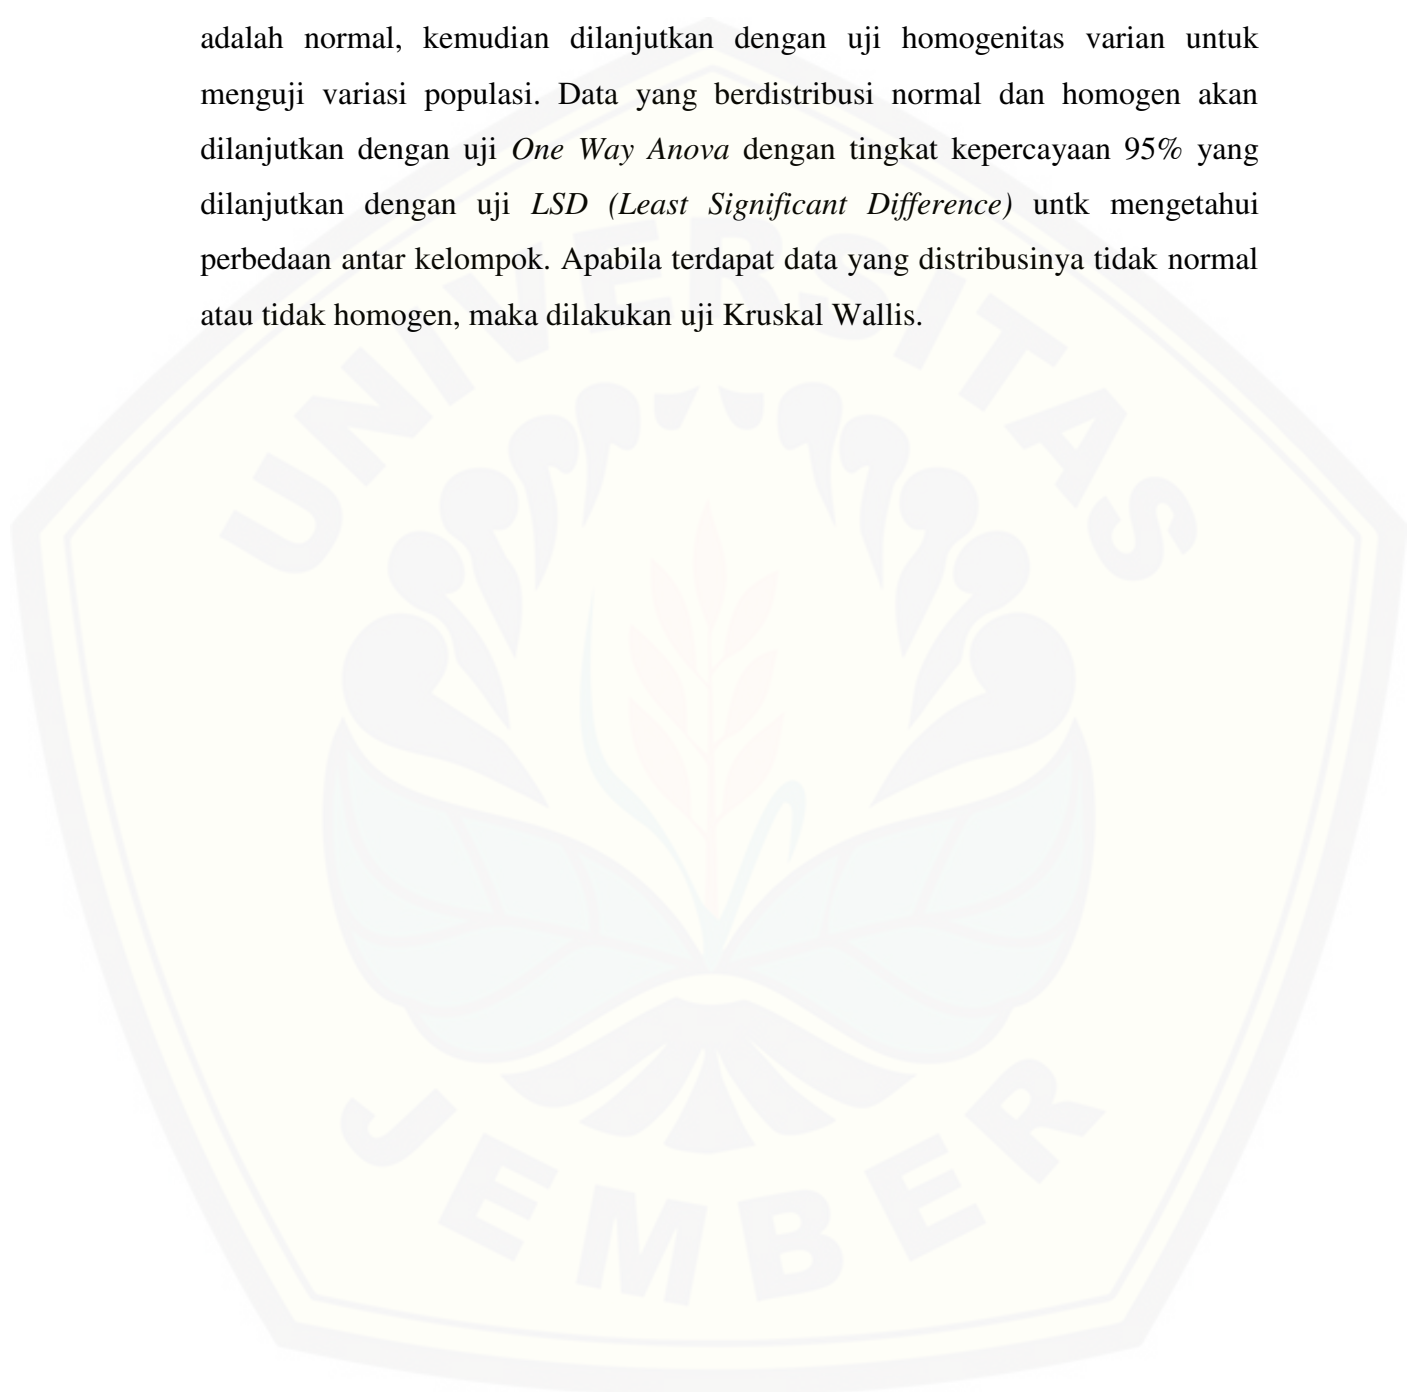 adalah normal, kemudian dilanjutkan dengan uji homogenitas varian untuk
menguji variasi populasi. Data yang berdistribusi normal dan homogen akan
dilanjutkan dengan uji One Way Anova dengan tingkat kepercayaan 95% yang
dilanjutkan dengan uji LSD (Least Significant Difference) untk mengetahui
perbedaan antar kelompok. Apabila terdapat data yang distribusinya tidak normal
atau tidak homogen, maka dilakukan uji Kruskal Wallis.
UNIVERSITAS
JEMBER